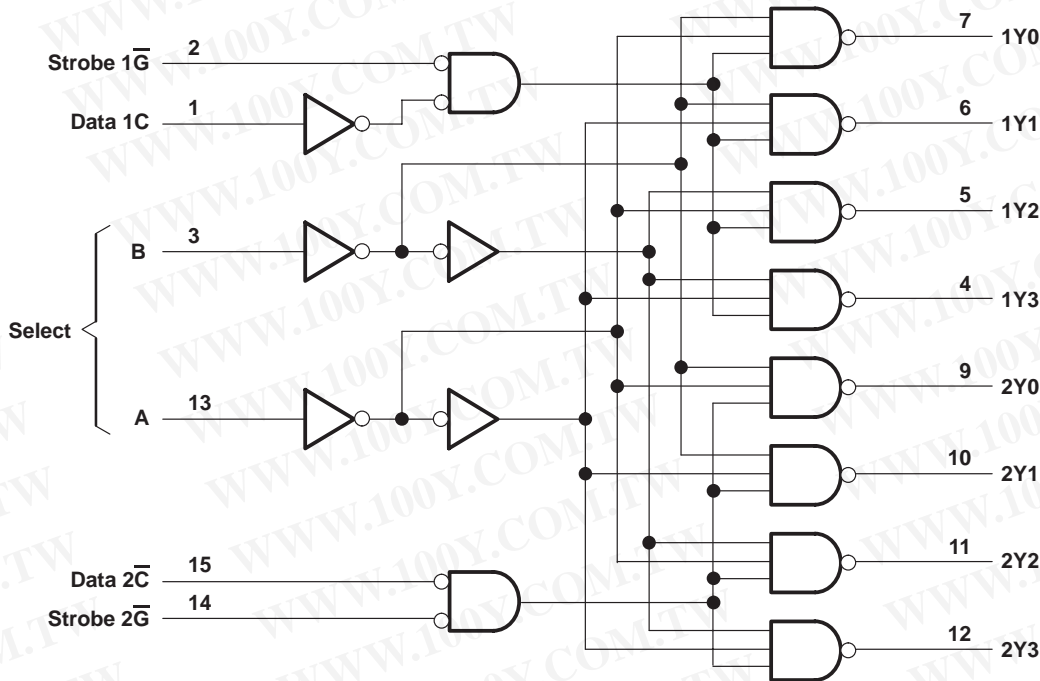 Strobe 1G̅ 2
Data 1C 1
B 3
Select
A 13
Data 2C̅ 15
Strobe 2G̅ 14
7 1Y0
6 1Y1
5 1Y2
4 1Y3
9 2Y0
10 2Y1
11 2Y2
12 2Y3
WWW.100Y.COM.TW